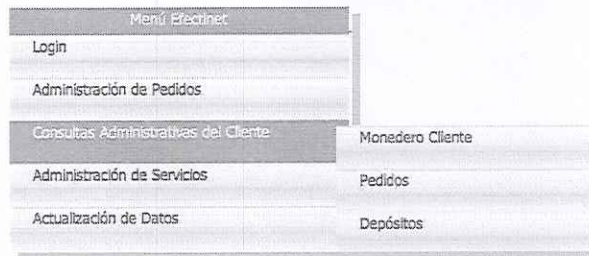 Menú Efectinet
Login
Administración de Pedidos
Consultas Administrativas del Cliente
Monedero Cliente
Administración de Servicios
Pedidos
Actualización de Datos
Depósitos